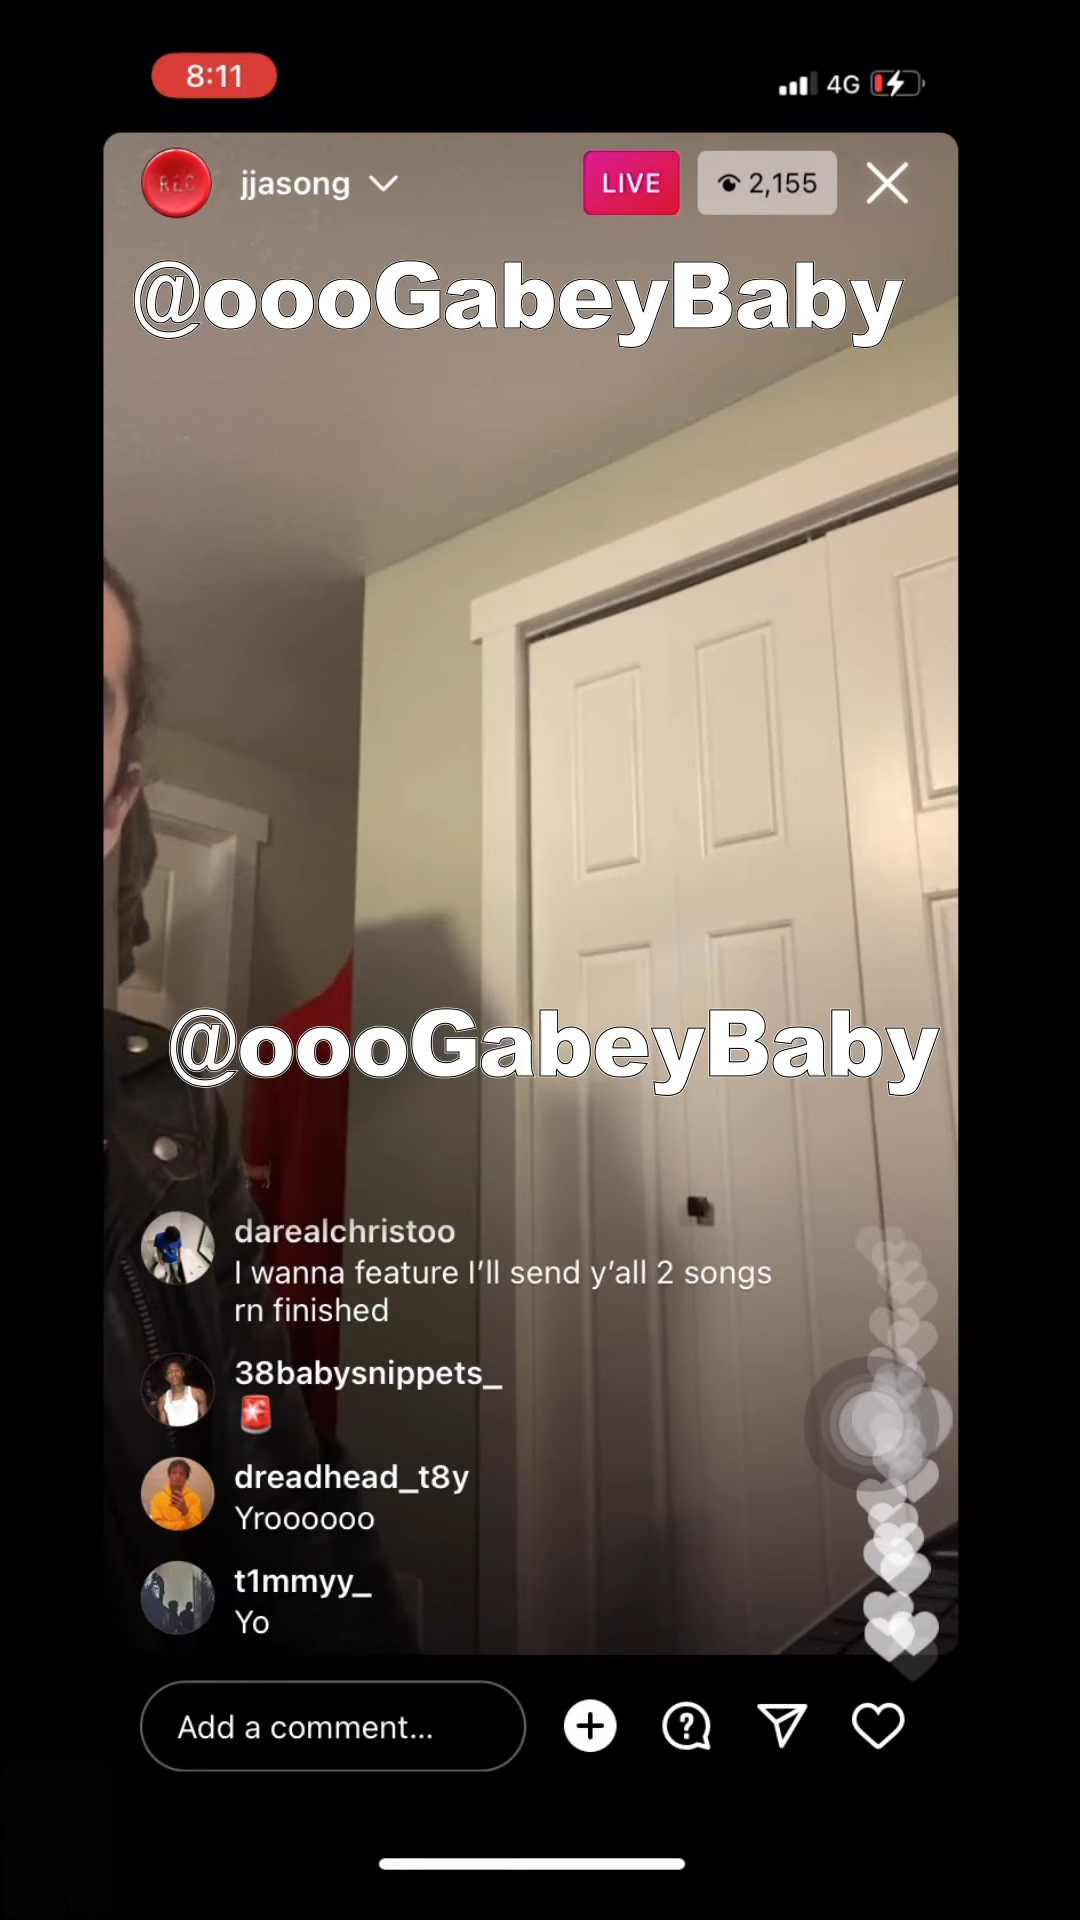 8:11
4G
REC
jjasong
LIVE
2,155
@oooGabeyBaby
@oooGabeyBaby
darealchristoo
I wanna feature I’ll send y’all 2 songs
rn finished
38babysnippets_
dreadhead_t8y
Yroooooo
t1mmyy_
Yo
Add a comment...